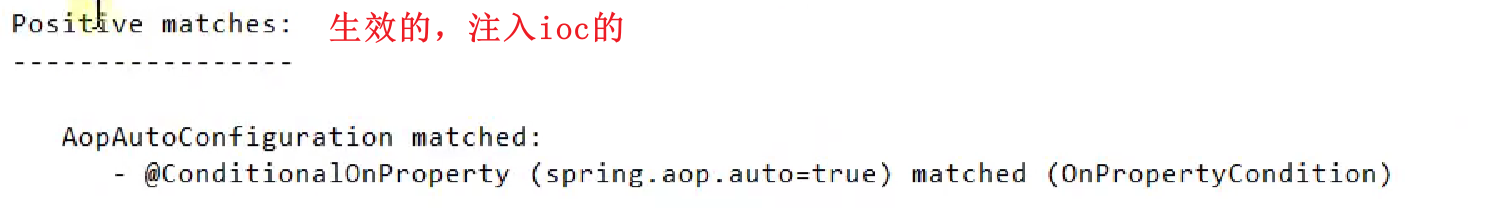 Positive matches: 生效的，注入ioc的
-----------------
AopAutoConfiguration matched:
- @ConditionalOnProperty (spring.aop.auto=true) matched (OnPropertyCondition)